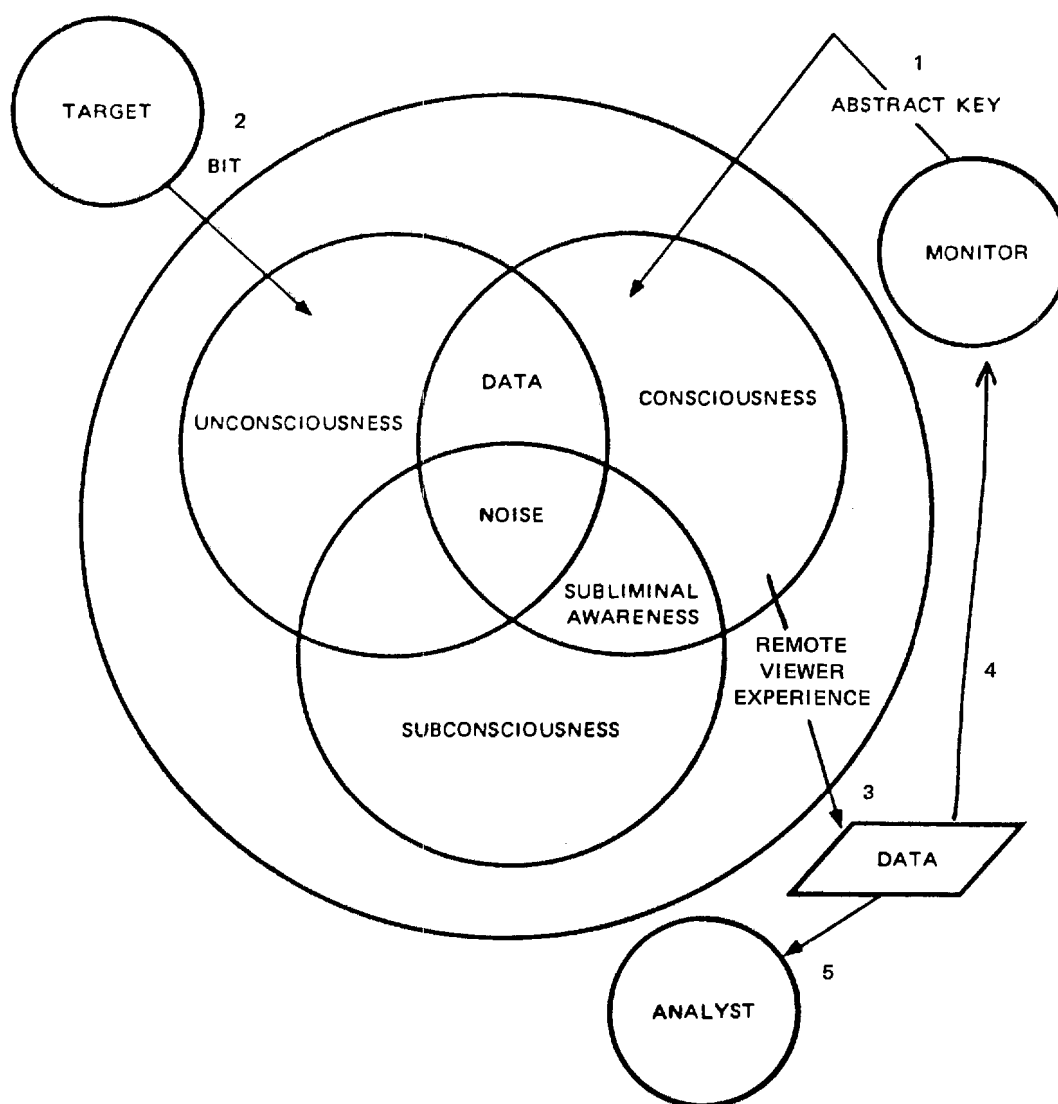 1
TARGET
2
ABSTRACT KEY
BIT
MONITOR
DATA
CONSCIOUSNESS
UNCONSCIOUSNESS
NOISE
SUBLIMINAL
AWARENESS
REMOTE
VIEWER
EXPERIENCE
4
SUBCONSCIOUSNESS
3
DATA
5
ANALYST